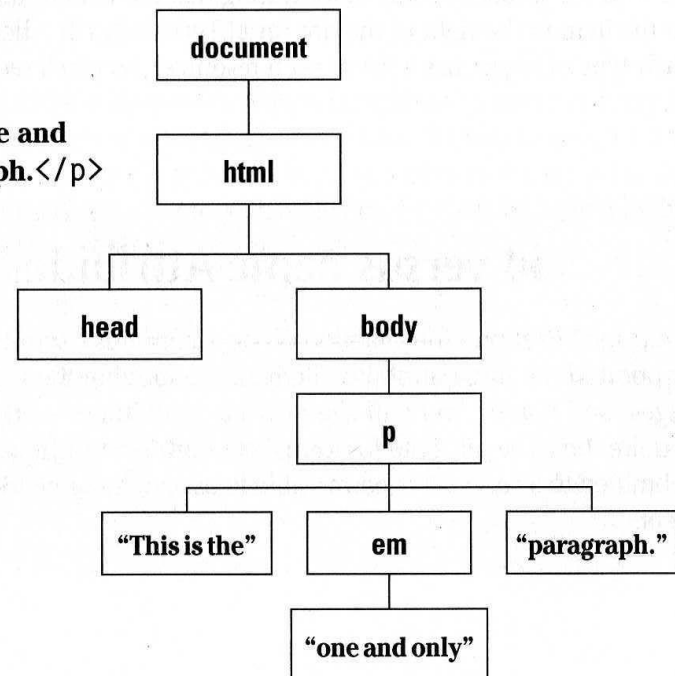 document
e and
ph.</p>
html
head
body
p
“This is the”
em
“paragraph.”
“one and only”